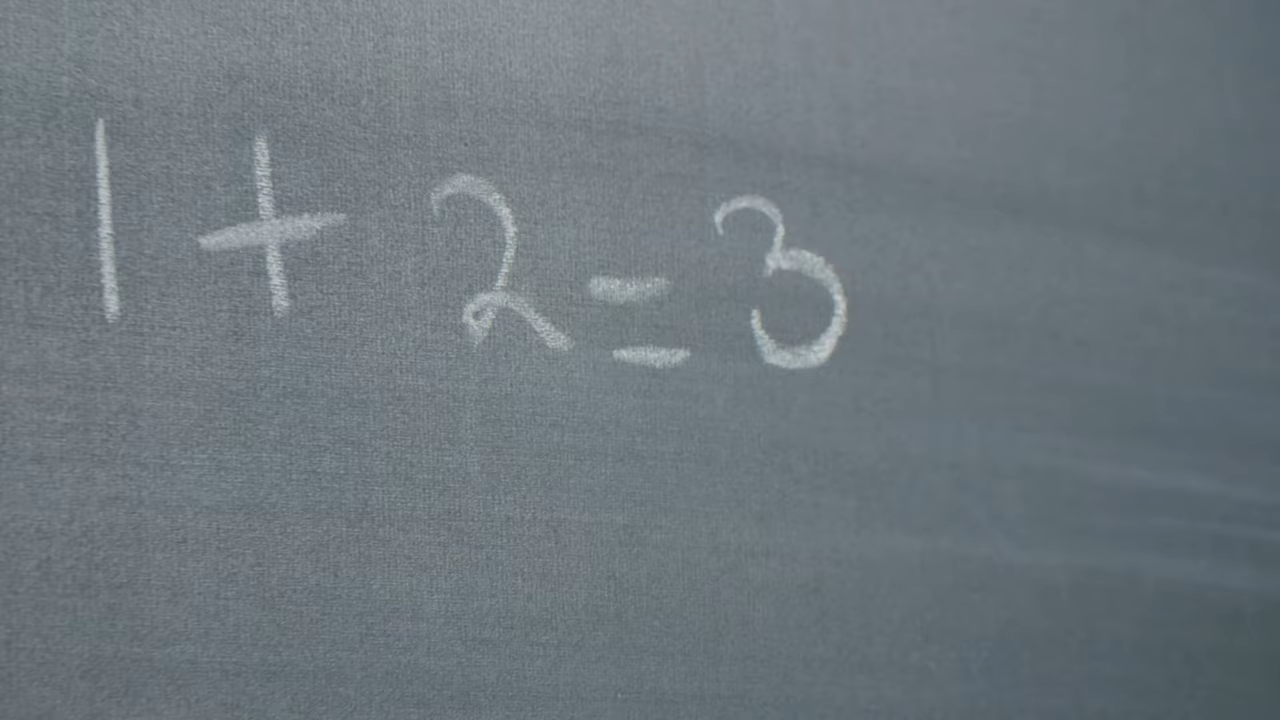 1 + 2 = 3